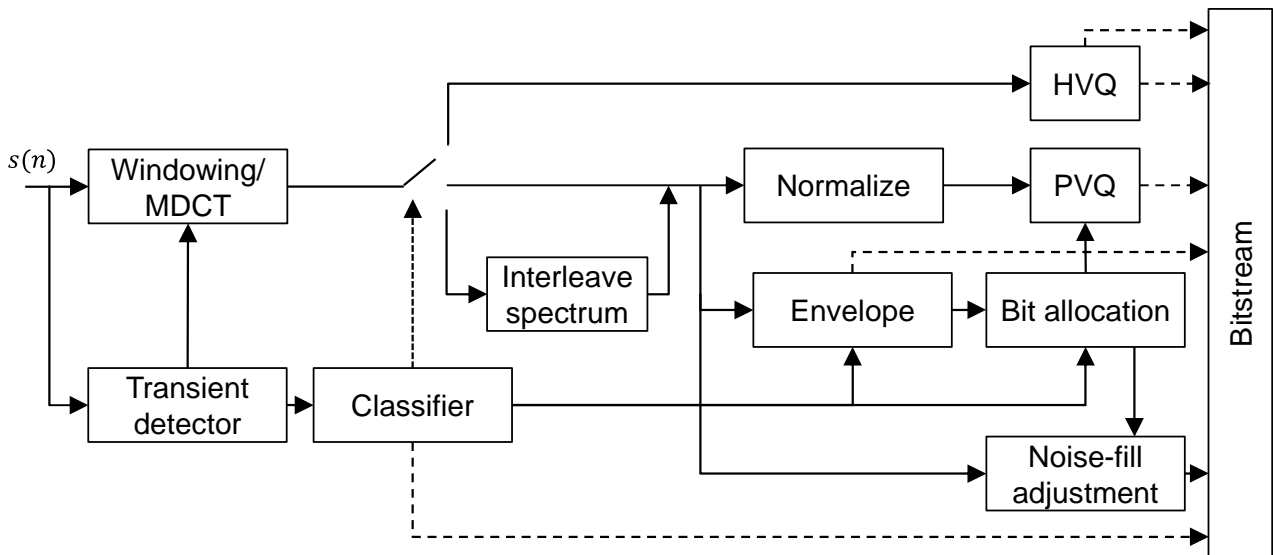 HVQ
s(n)
Windowing/
MDCT
Normalize
PVQ
Interleave
spectrum
Envelope
Bit allocation
Bitstream
Transient
detector
Classifier
Noise-fill
adjustment